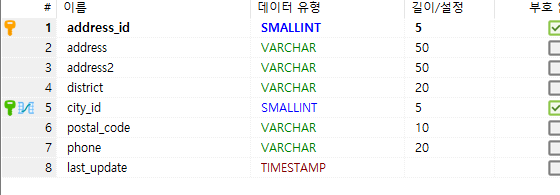 # 이름 데이터 유형 길이/설정 부호
1 address_id SMALLINT 5
2 address VARCHAR 50
3 address2 VARCHAR 50
4 district VARCHAR 20
5 city_id SMALLINT 5
6 postal_code VARCHAR 10
7 phone VARCHAR 20
8 last_update TIMESTAMP